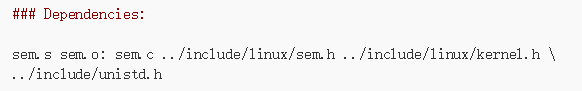 ### Dependencies:
sem.s sem.o: sem.c ../include/linux/sem.h ../include/linux/kernel.h \
../include/unistd.h